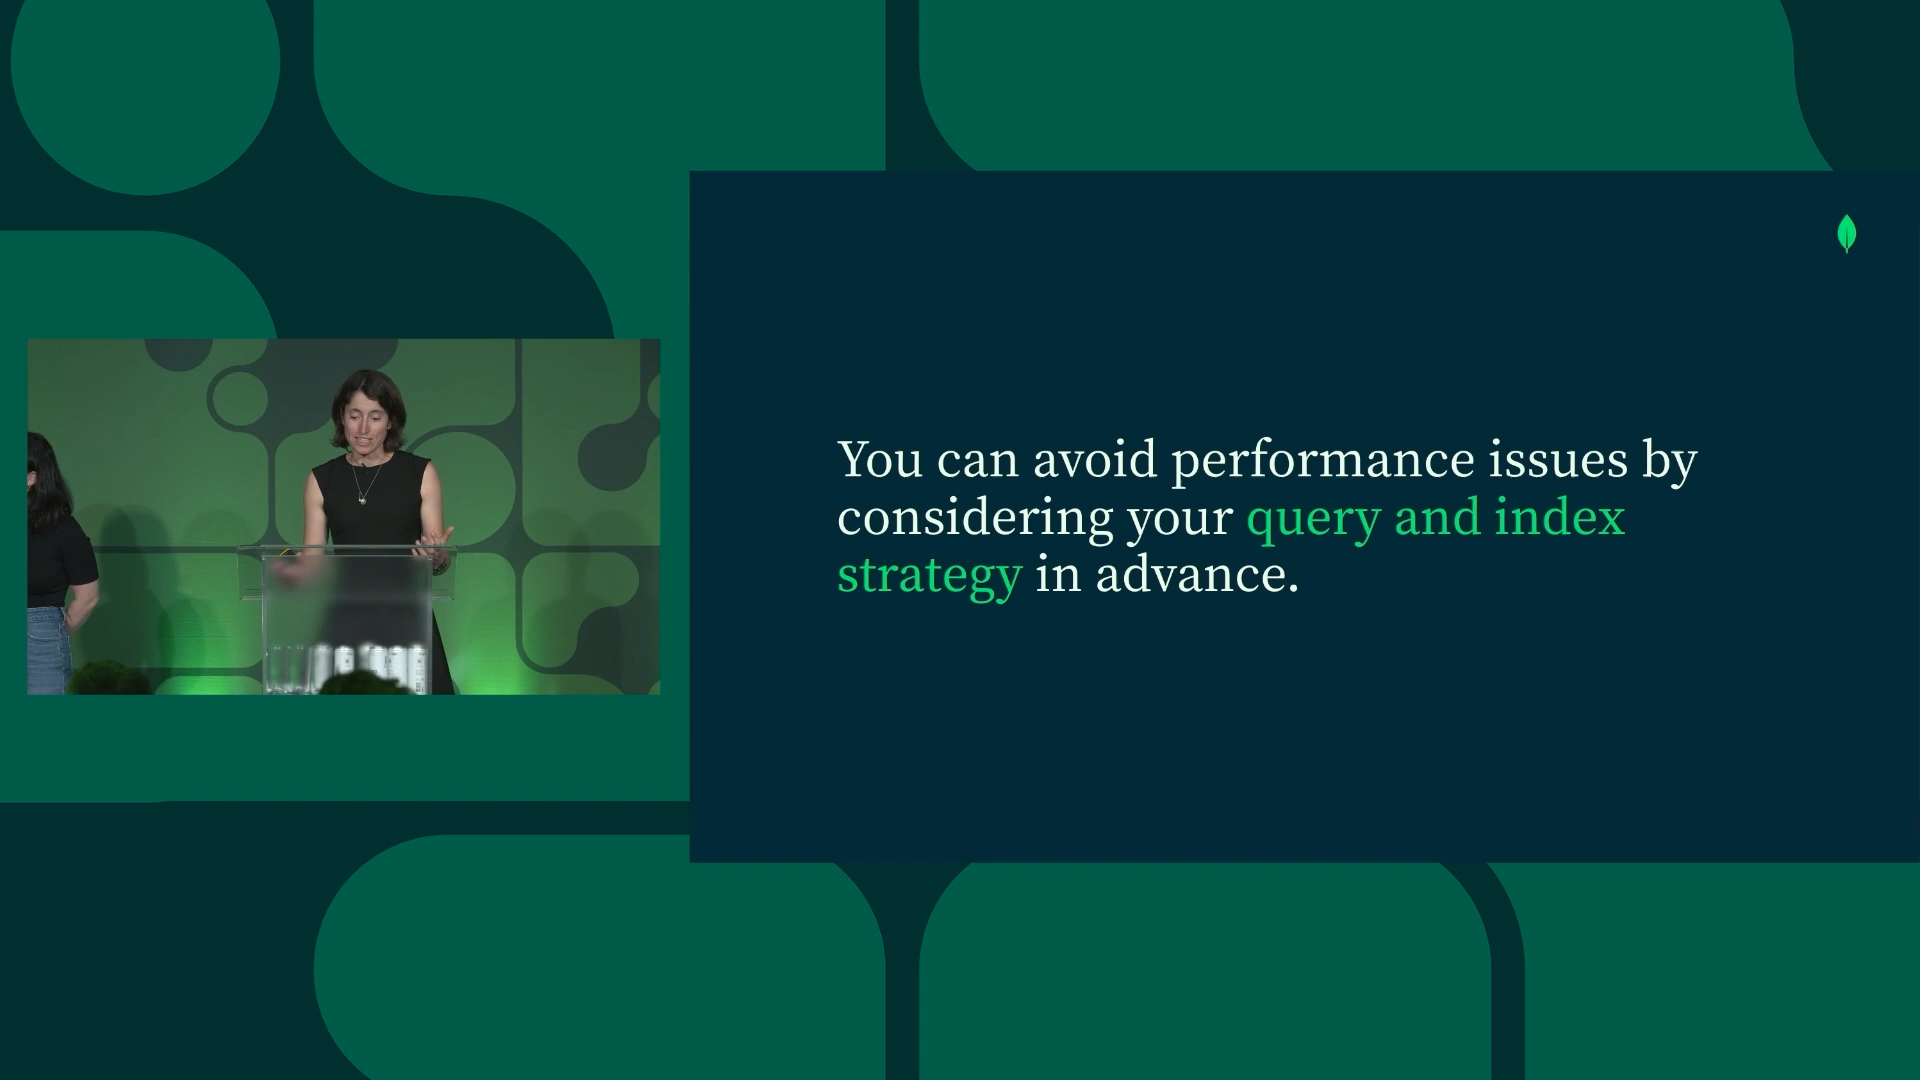 You can avoid performance issues by
considering your query and index
strategy in advance.